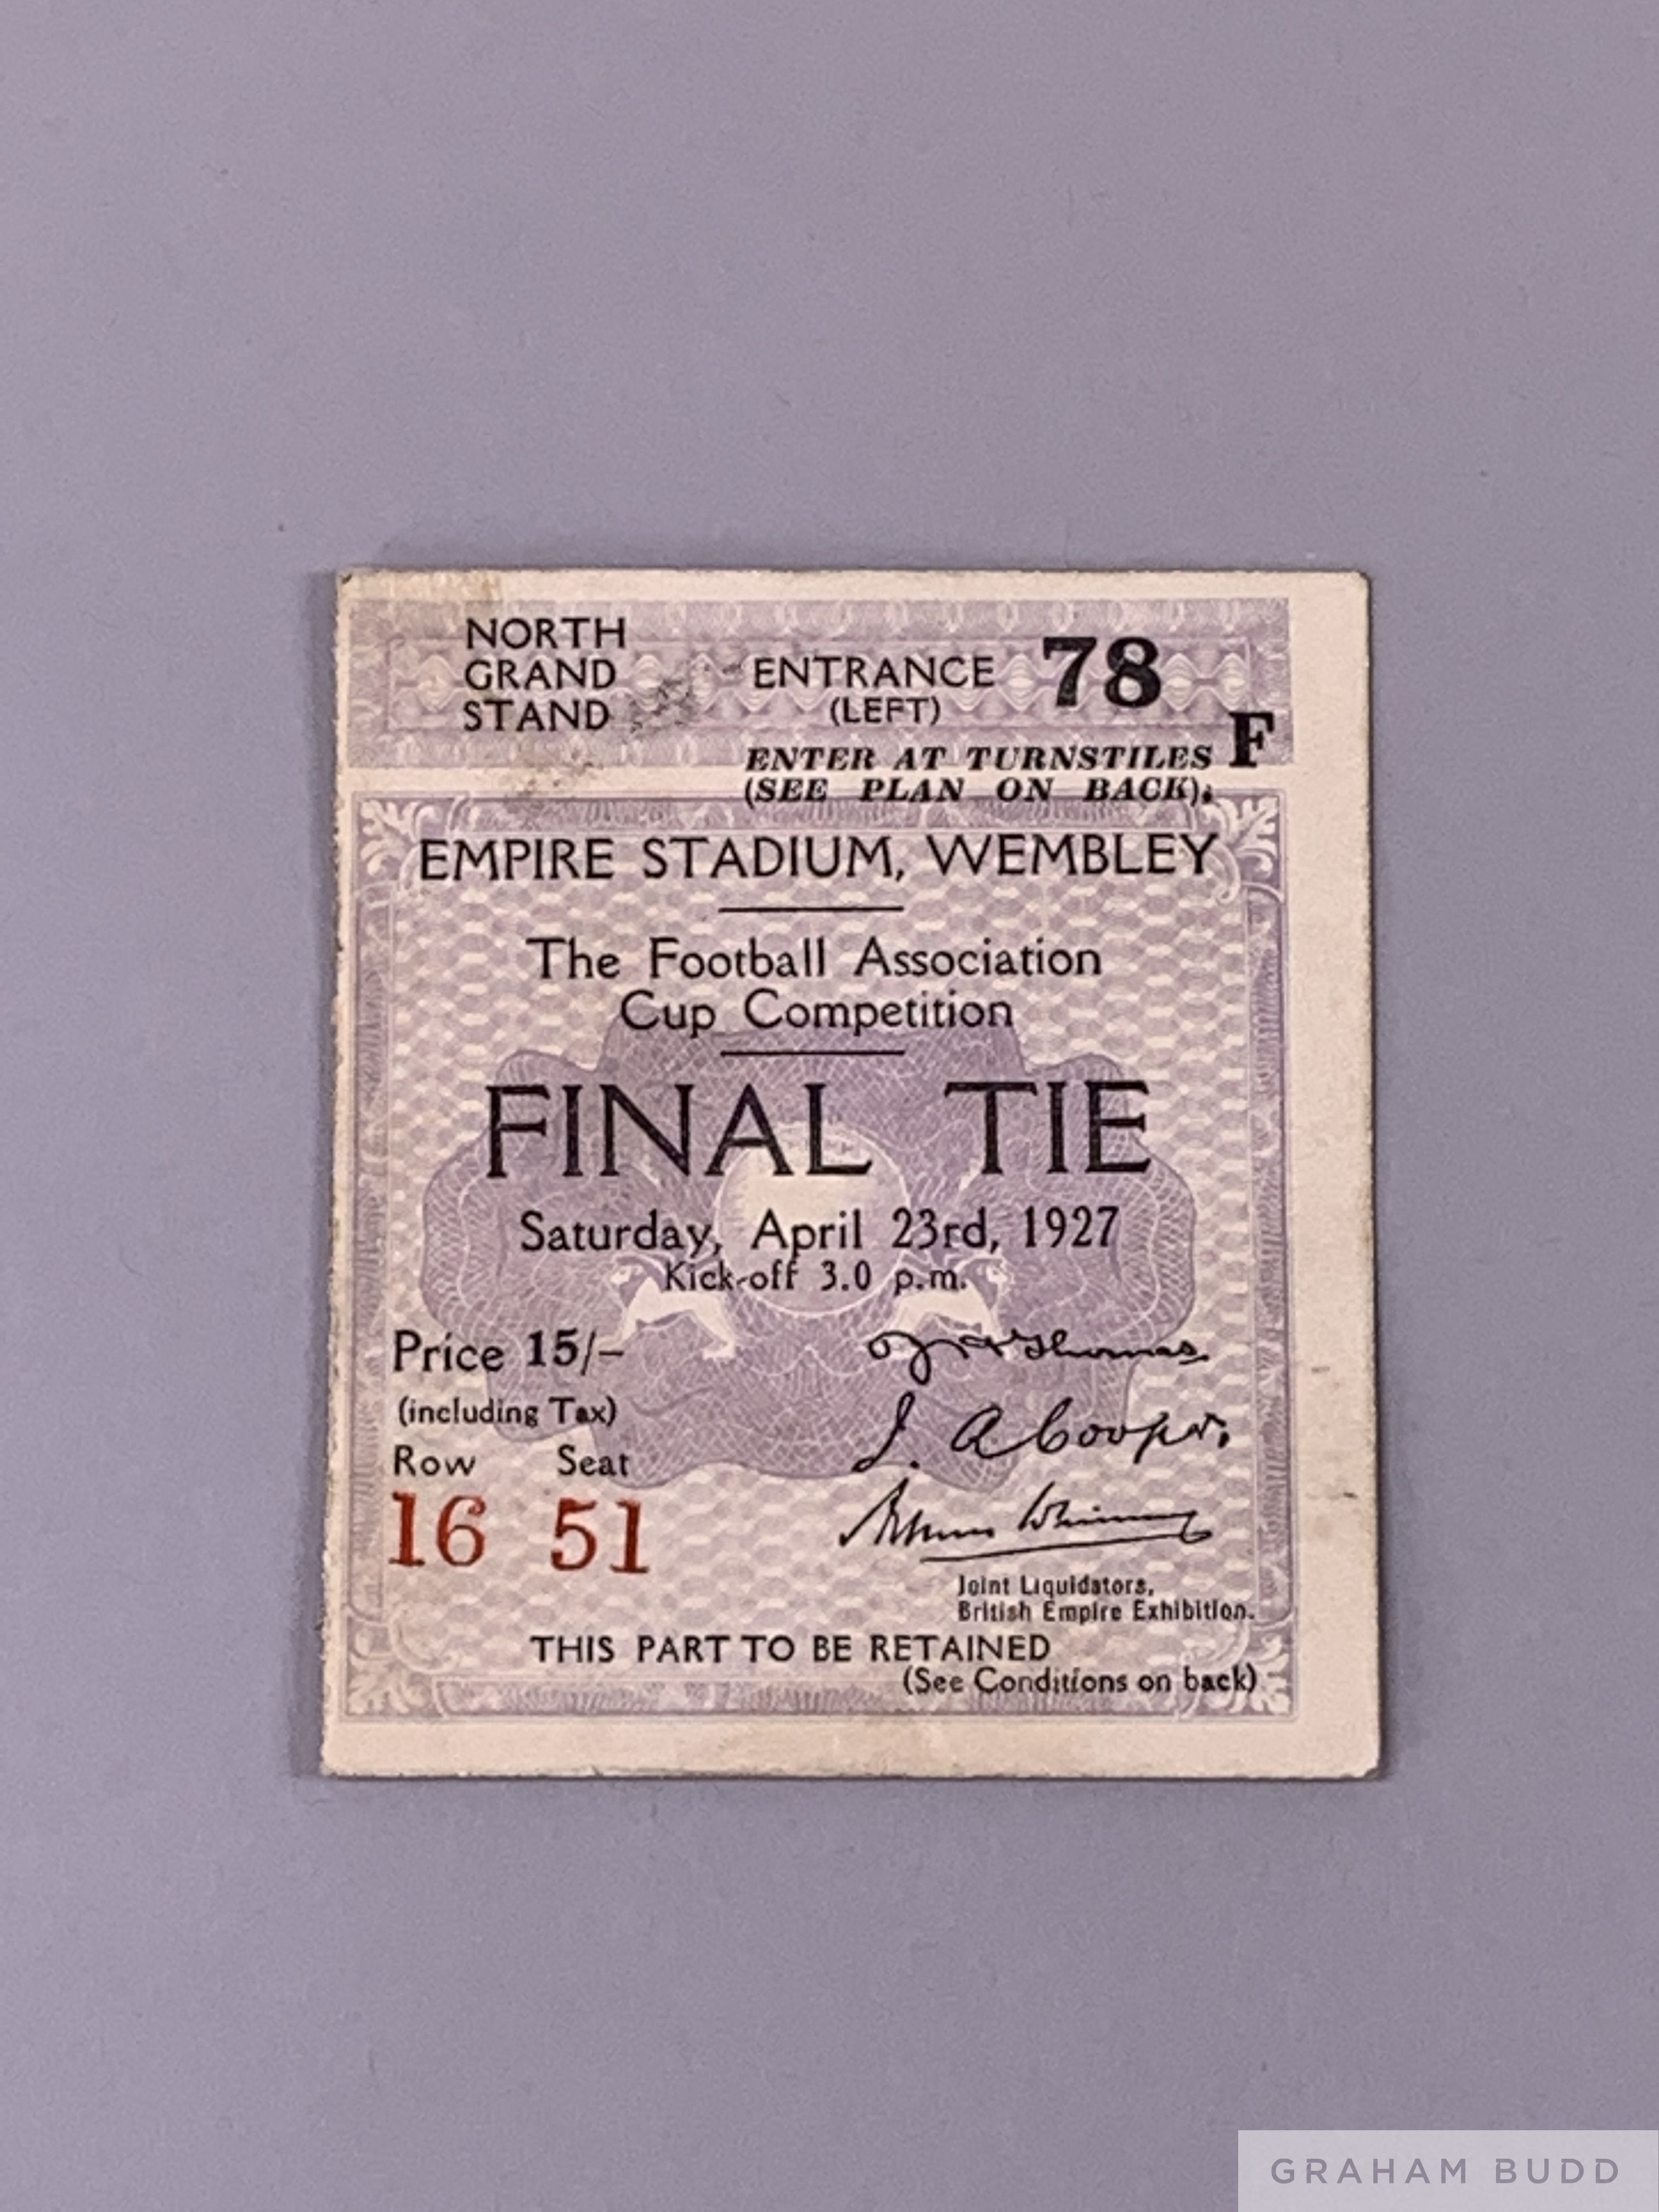 NORTH
GRAND
STAND
ENTRANCE 78
(LEFT)
ENTER AT TURNSTILES F
(SEE PLAN ON BACK).
EMPIRE STADIUM, WEMBLEY
The Football Association
Cup Competition
FINAL TIE
Saturday, April 23rd, 1927
Kick-off 3.0 p.m.
Price 15/-
(including Tax)
Row Seat
16 51
Thomas
J. A Cooper.
Joint Liquidators,
British Empire Exhibition.
THIS PART TO BE RETAINED
(See Conditions on back)
GRAHAM BUDD